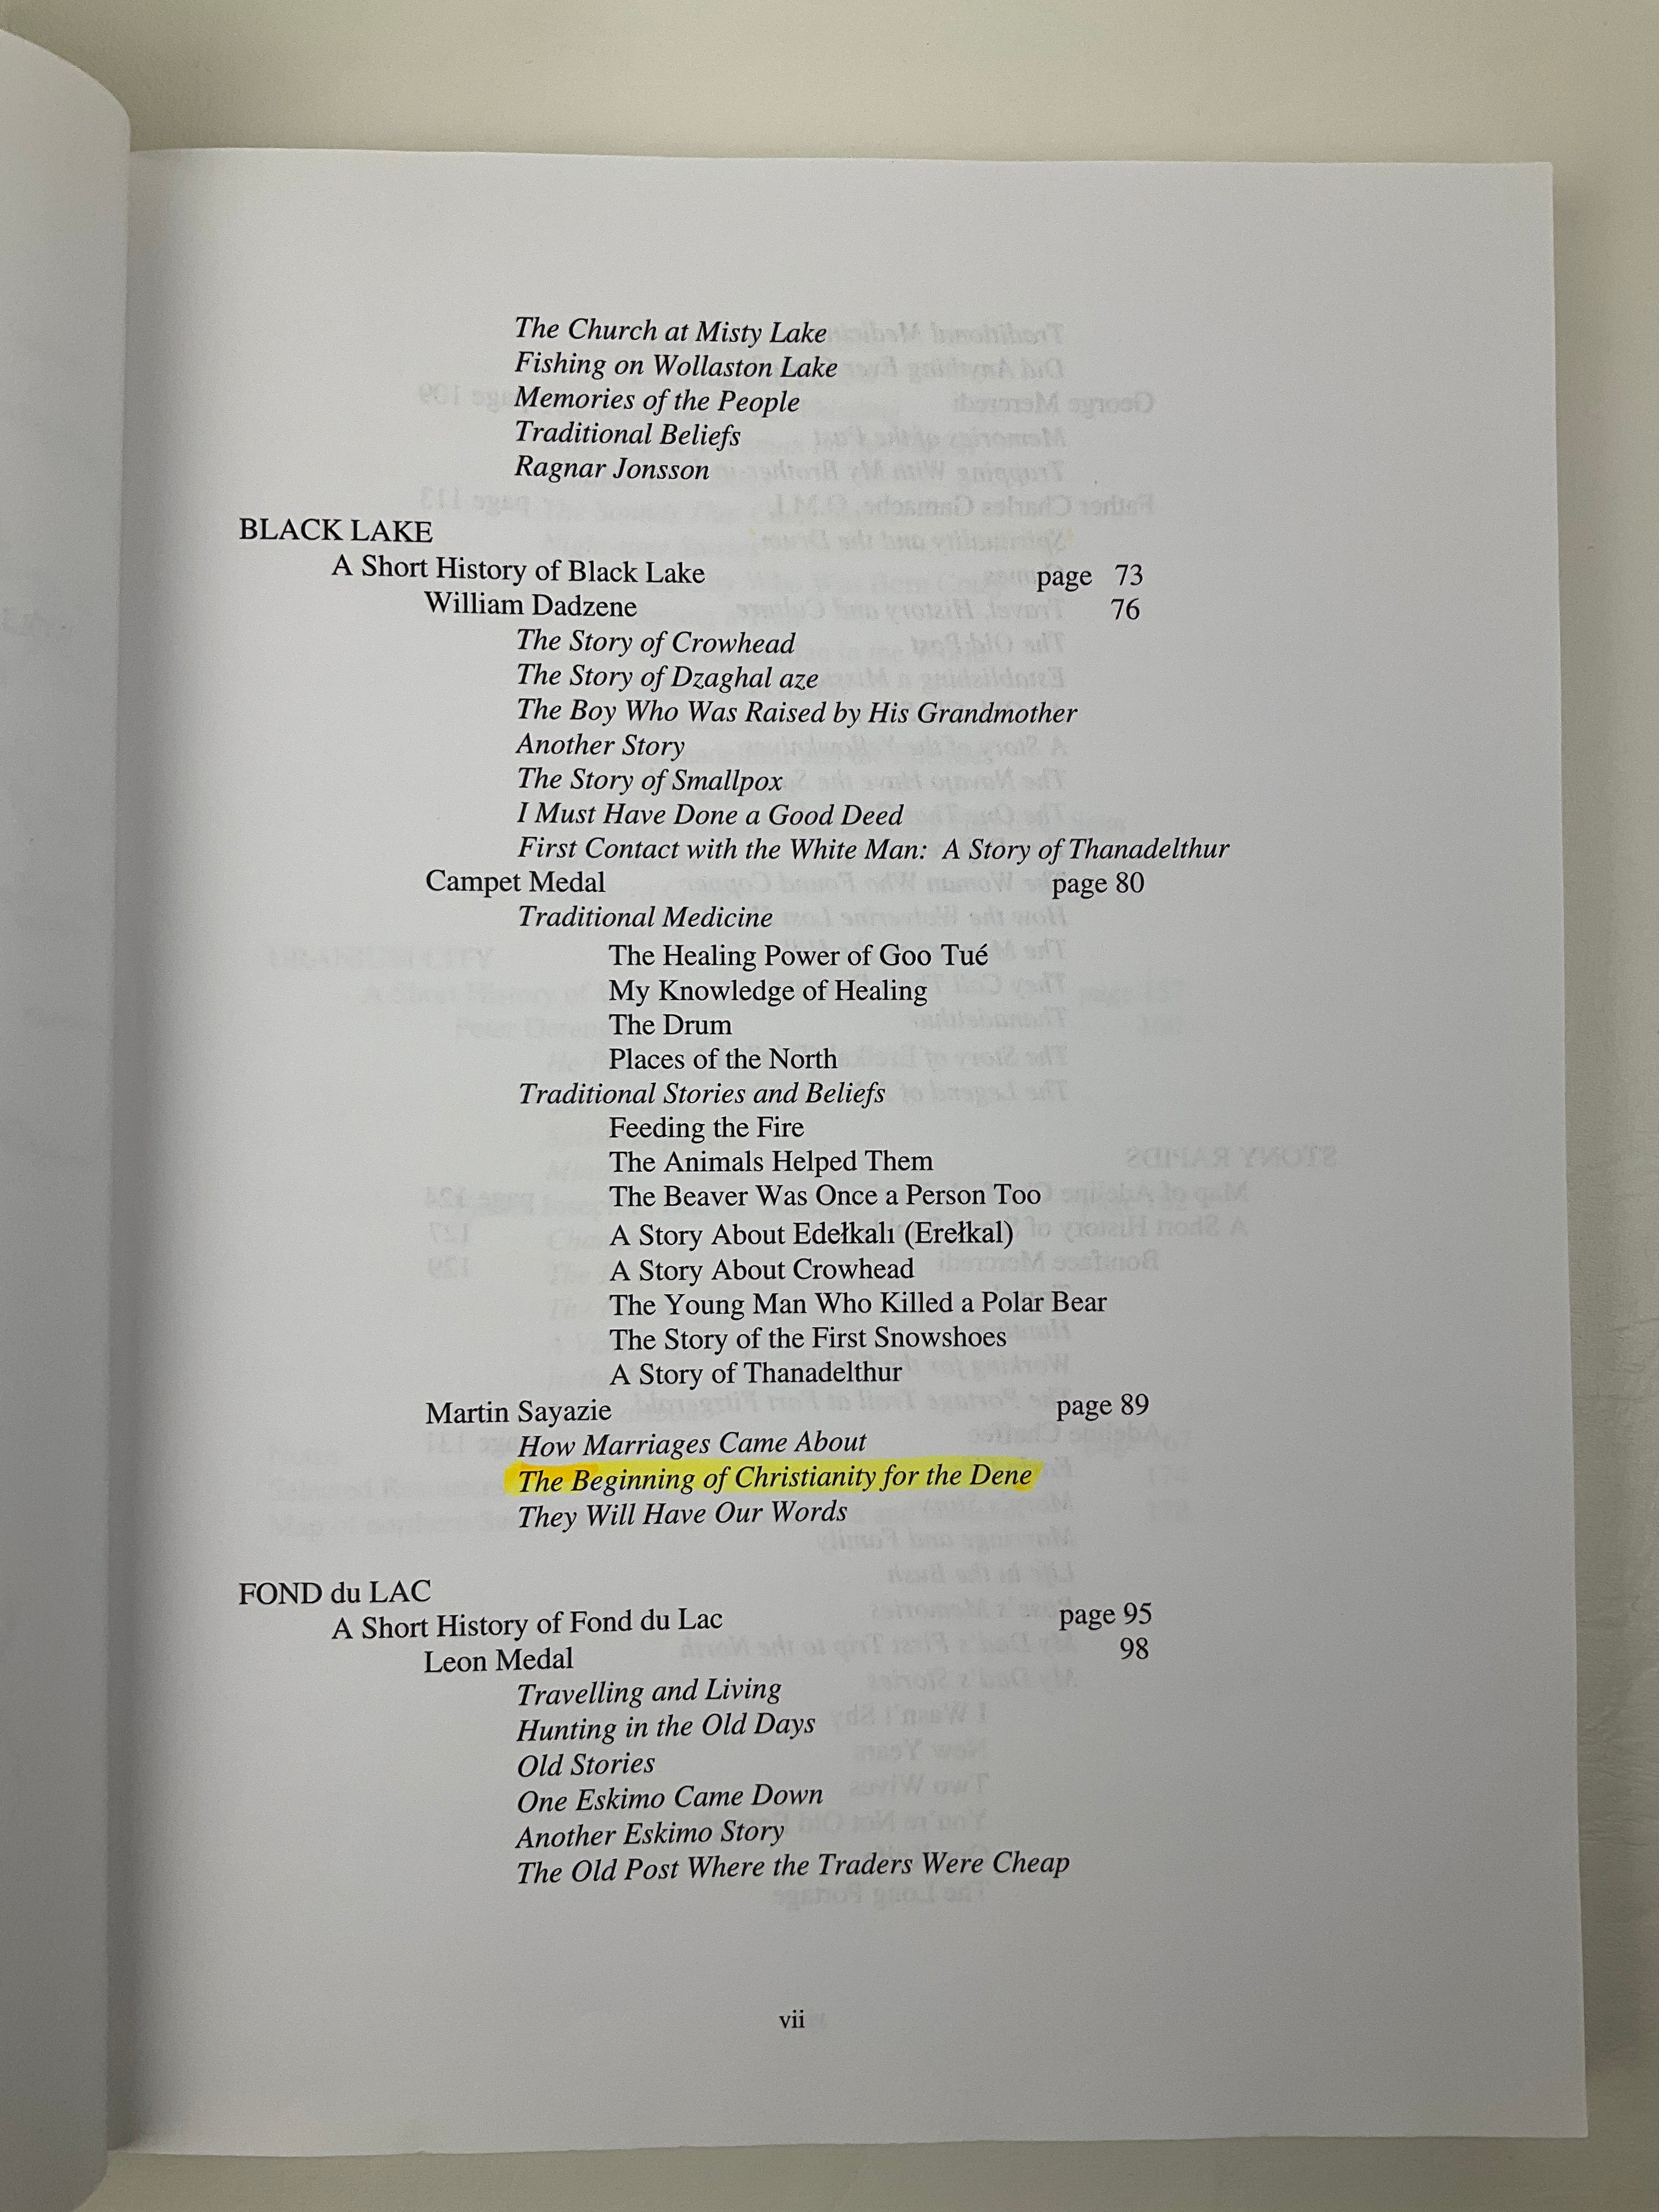 The Church at Misty Lake
Fishing on Wollaston Lake
Memories of the People
Traditional Beliefs
Ragnar Jonsson
BLACK LAKE
A Short History of Black Lake page 73
William Dadzene 76
The Story of Crowhead
The Story of Dzaghal aze
The Boy Who Was Raised by His Grandmother
Another Story
The Story of Smallpox
I Must Have Done a Good Deed
First Contact with the White Man: A Story of Thanadelthur
Campet Medal page 80
Traditional Medicine
The Healing Power of Goo Tué
My Knowledge of Healing
The Drum
Places of the North
Traditional Stories and Beliefs
Feeding the Fire
The Animals Helped Them
The Beaver Was Once a Person Too
A Story About Edełkalı (Erełkal)
A Story About Crowhead
The Young Man Who Killed a Polar Bear
The Story of the First Snowshoes
A Story of Thanadelthur
Martin Sayazie page 89
How Marriages Came About
The Beginning of Christianity for the Dene
They Will Have Our Words
FOND du LAC
A Short History of Fond du Lac page 95
Leon Medal 98
Travelling and Living
Hunting in the Old Days
Old Stories
One Eskimo Came Down
Another Eskimo Story
The Old Post Where the Traders Were Cheap
vii